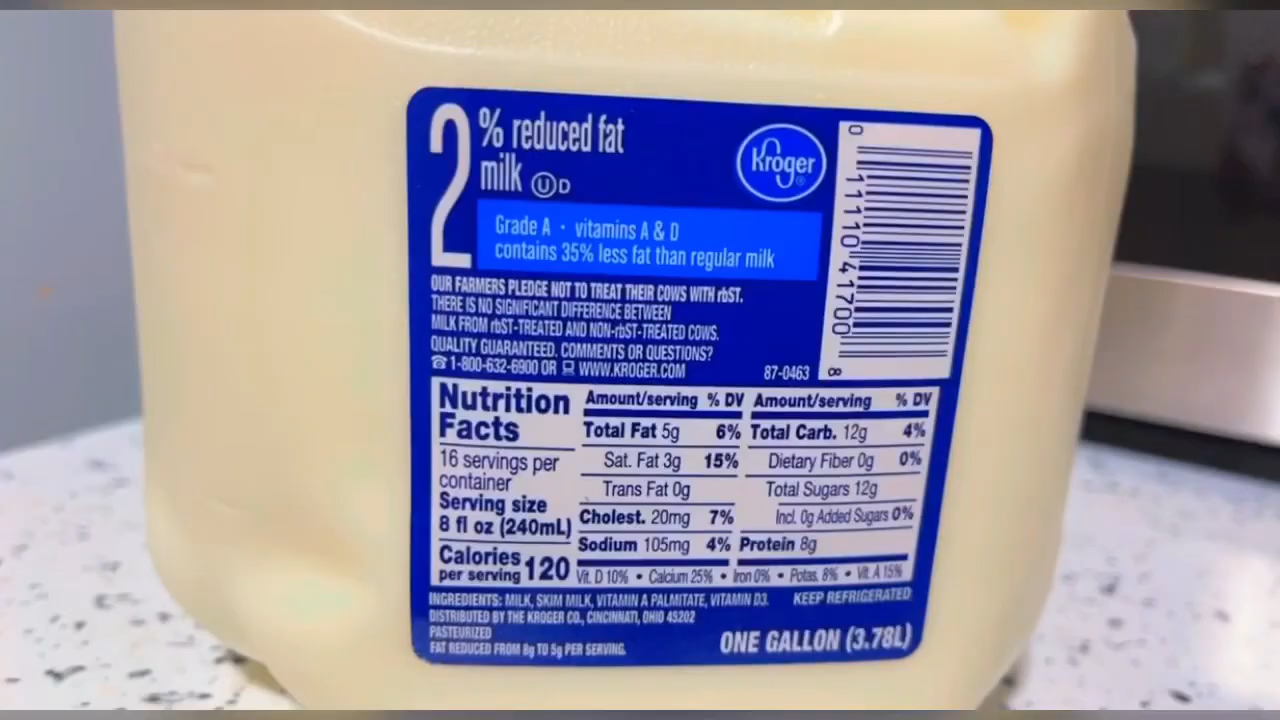 2% reduced fat
milk Ⓤ D
Kroger®
Grade A · vitamins A & D
contains 35% less fat than regular milk
OUR FARMERS PLEDGE NOT TO TREAT THEIR COWS WITH rbST.
THERE IS NO SIGNIFICANT DIFFERENCE BETWEEN
MILK FROM rbST-TREATED AND NON-rbST-TREATED COWS.
QUALITY GUARANTEED. COMMENTS OR QUESTIONS?
☎ 1-800-632-6900 OR 💻 WWW.KROGER.COM
87-0463
0 11110 41700 8
Nutrition
Facts
16 servings per
container
Serving size
8 fl oz (240mL)
Calories
per serving 120
Amount/serving % DV
Total Fat 5g 6%
Sat. Fat 3g 15%
Trans Fat 0g
Cholest. 20mg 7%
Sodium 105mg 4%
Amount/serving % DV
Total Carb. 12g 4%
Dietary Fiber 0g 0%
Total Sugars 12g
Incl. 0g Added Sugars 0%
Protein 8g
Vit. D 10% • Calcium 25% • Iron 0% • Potas. 8% • Vit. A 15%
INGREDIENTS: MILK, SKIM MILK, VITAMIN A PALMITATE, VITAMIN D3.
KEEP REFRIGERATED
DISTRIBUTED BY THE KROGER CO., CINCINNATI, OHIO 45202
PASTEURIZED
FAT REDUCED FROM 8g TO 5g PER SERVING.
ONE GALLON (3.78L)